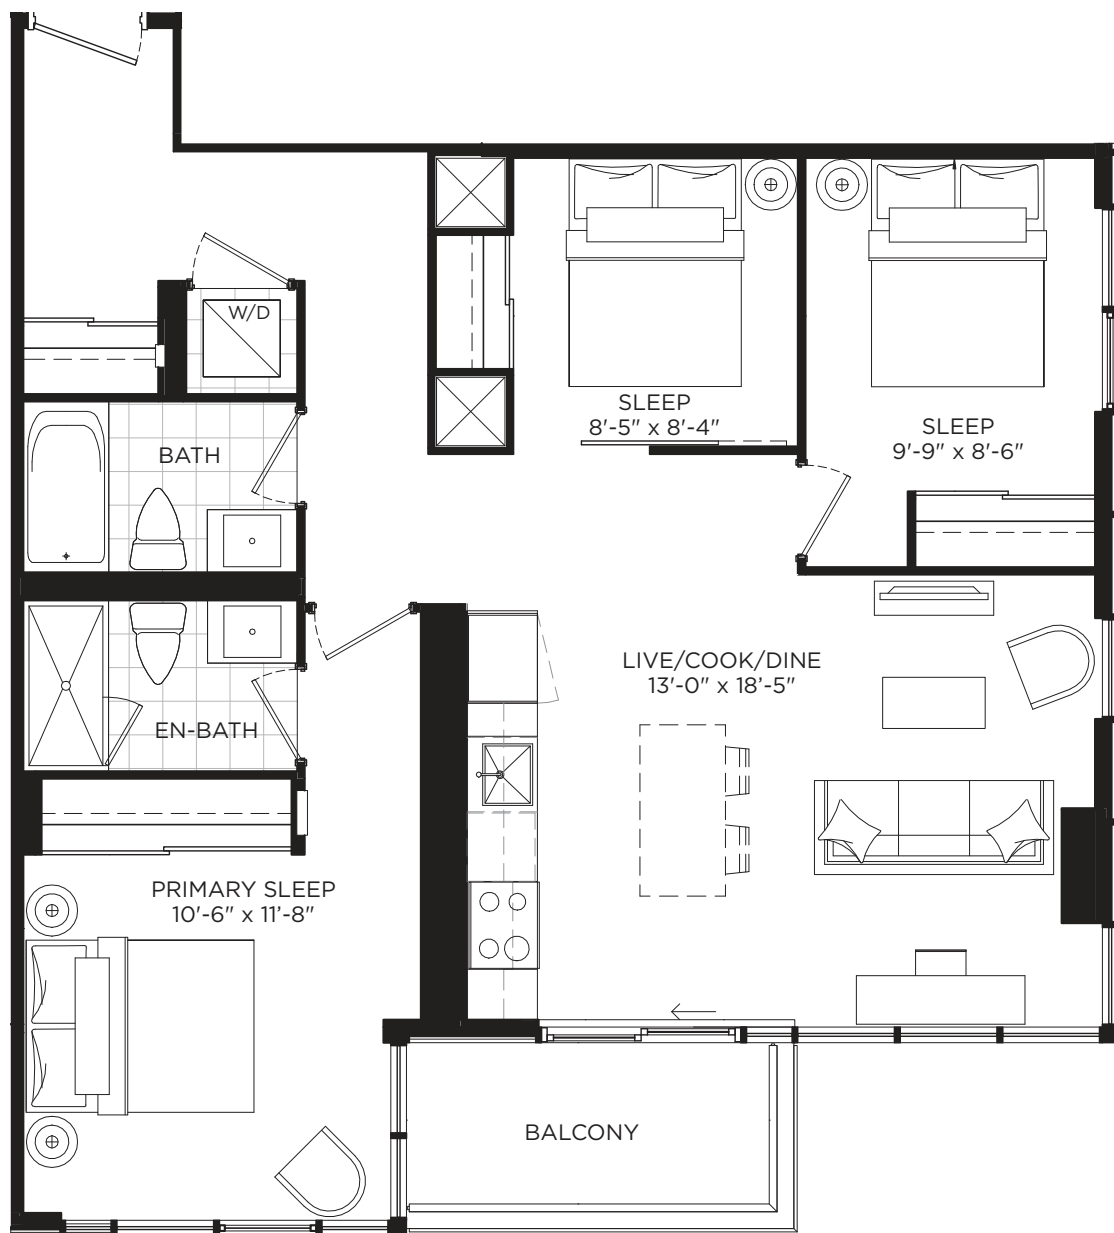 W/D
SLEEP
8'-5" x 8'-4"
SLEEP
9'-9" x 8'-6"
BATH
LIVE/COOK/DINE
13'-0" x 18'-5"
EN-BATH
PRIMARY SLEEP
10'-6" x 11'-8"
BALCONY